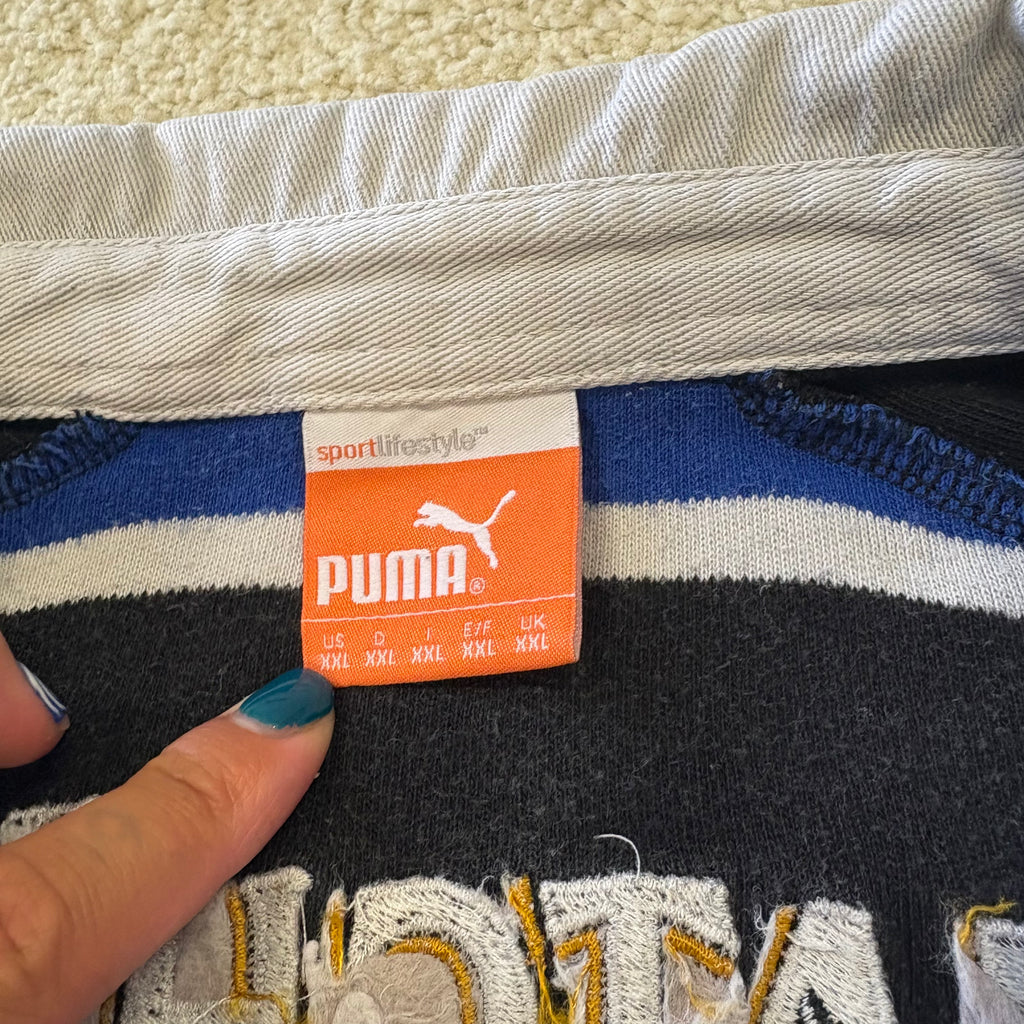 sportlifestyle™
PUMA®
US D I E/F UK
XXL XXL XXL XXL XXL